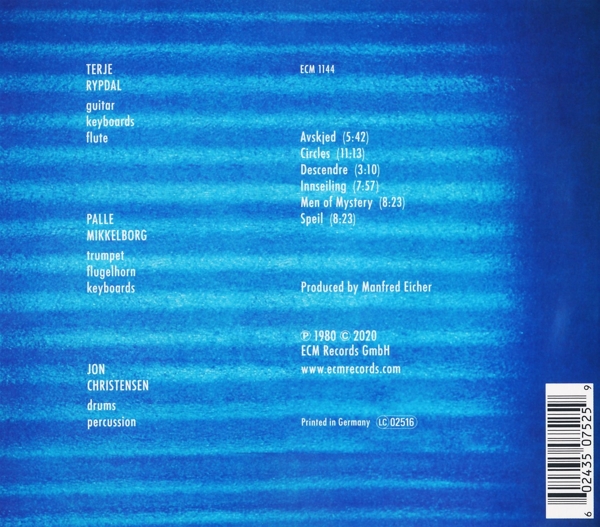 TERJE
RYPDAL
guitar
keyboards
flute
PALLE
MIKKELBORG
trumpet
flugelhorn
keyboards
JON
CHRISTENSEN
drums
percussion
ECM 1144
Avskjed (5:42)
Circles (11:13)
Descendre (3:10)
Innseiling (7:57)
Men of Mystery (8:23)
Speil (8:23)
Produced by Manfred Eicher
℗ 1980 © 2020
ECM Records GmbH
www.ecmrecords.com
Printed in Germany LC 02516
6 02435 07525 9